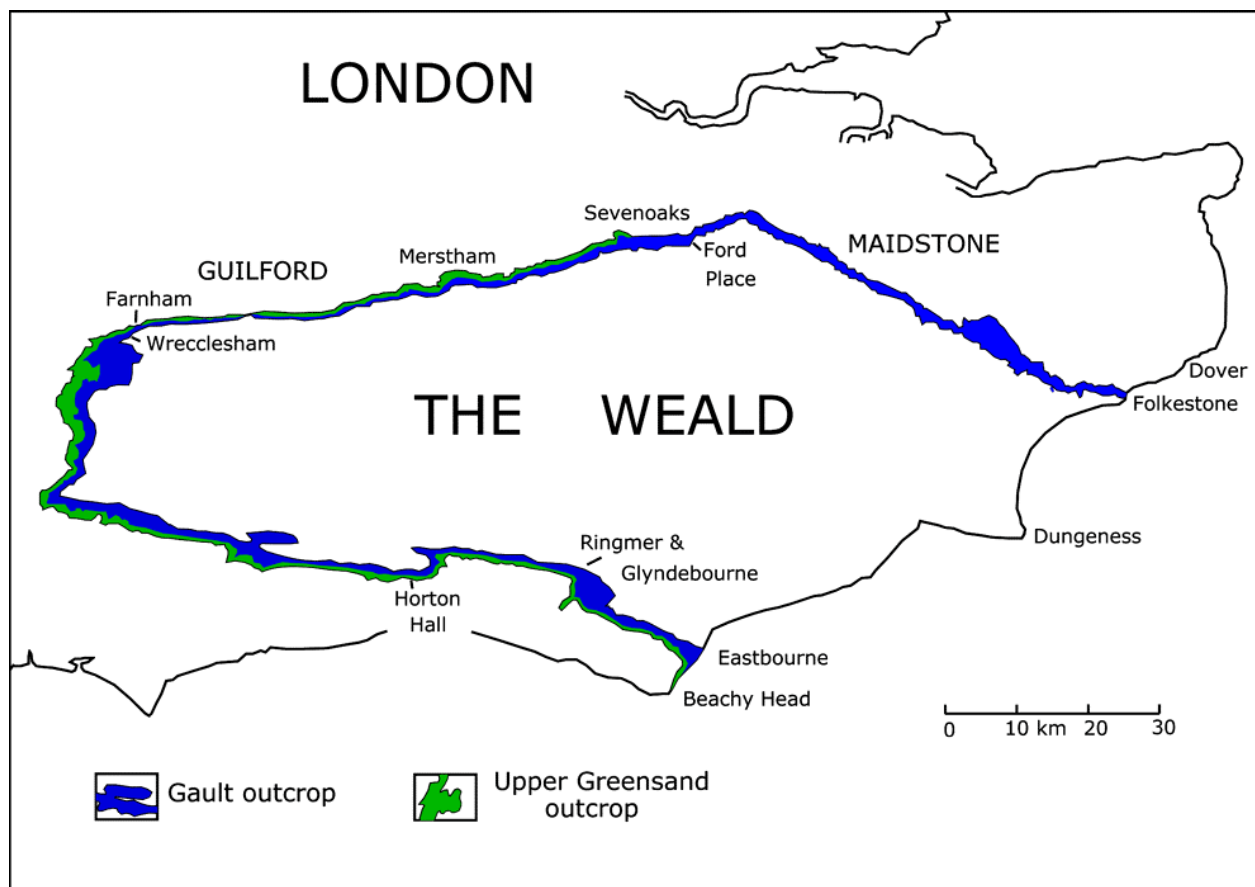 LONDON
Sevenoaks
Ford
Place
MAIDSTONE
Merstham
GUILFORD
Farnham
Wrecclesham
THE WEALD
Dover
Folkestone
Dungeness
Ringmer &
Glyndebourne
Horton
Hall
Eastbourne
Beachy Head
0 10 km 20 30
Gault outcrop
Upper Greensand
outcrop